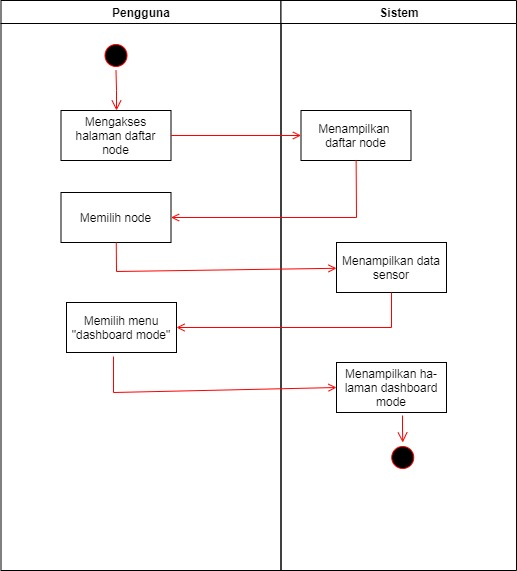 Pengguna
Sistem
Mengakses
halaman daftar
node
Menampilkan
daftar node
Memilih node
Menampilkan data
sensor
Memilih menu
"dashboard mode"
Menampilkan ha-
laman dashboard
mode